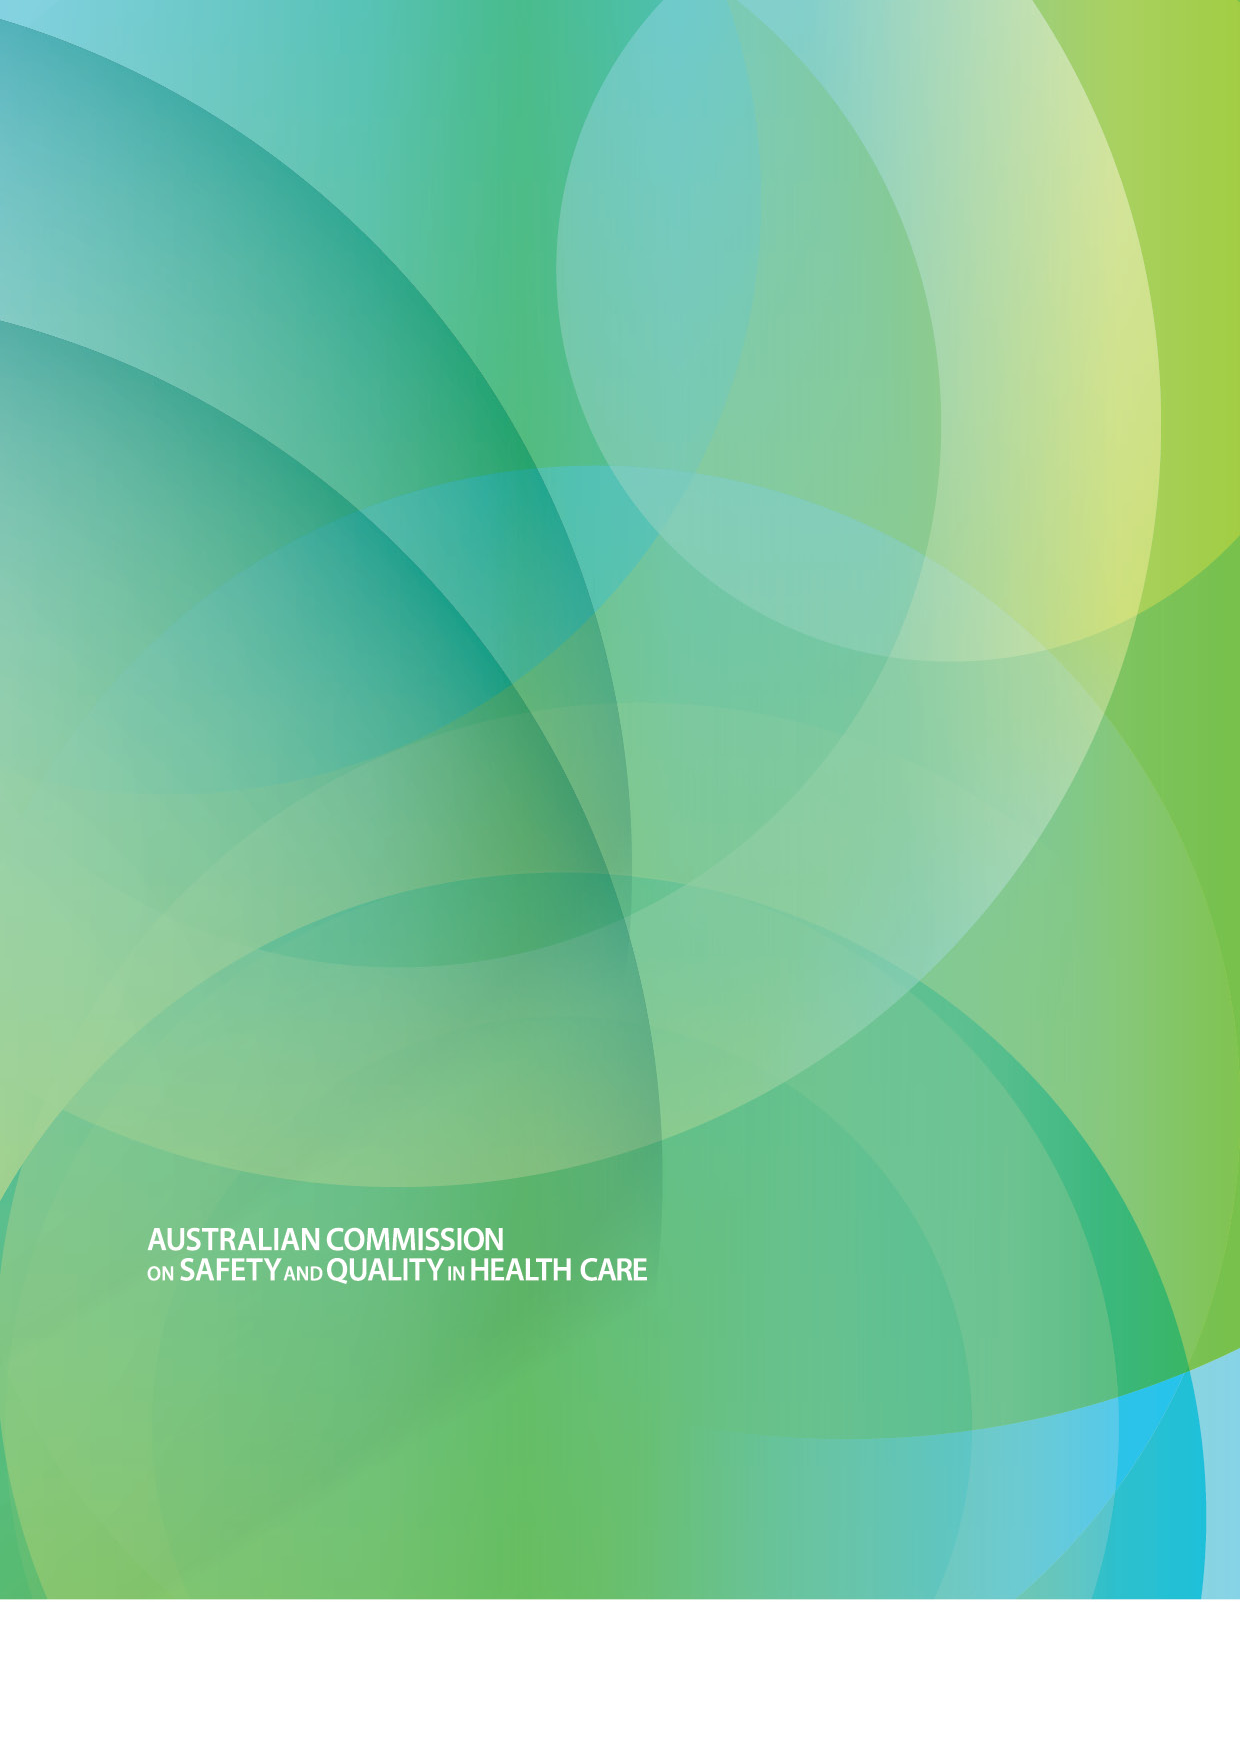 AUSTRALIAN COMMISSION
ON SAFETY AND QUALITY IN HEALTH CARE